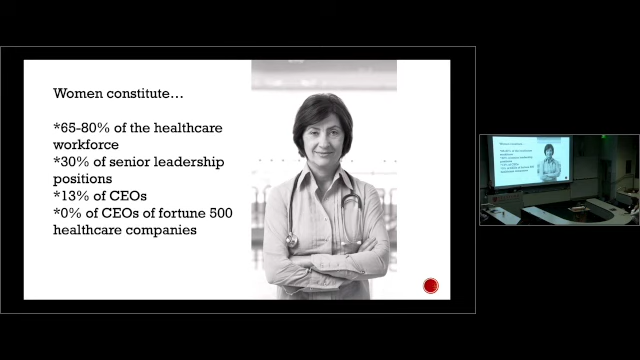 Women constitute...
*65-80% of the healthcare
workforce
*30% of senior leadership
positions
*13% of CEOs
*0% of CEOs of fortune 500
healthcare companies